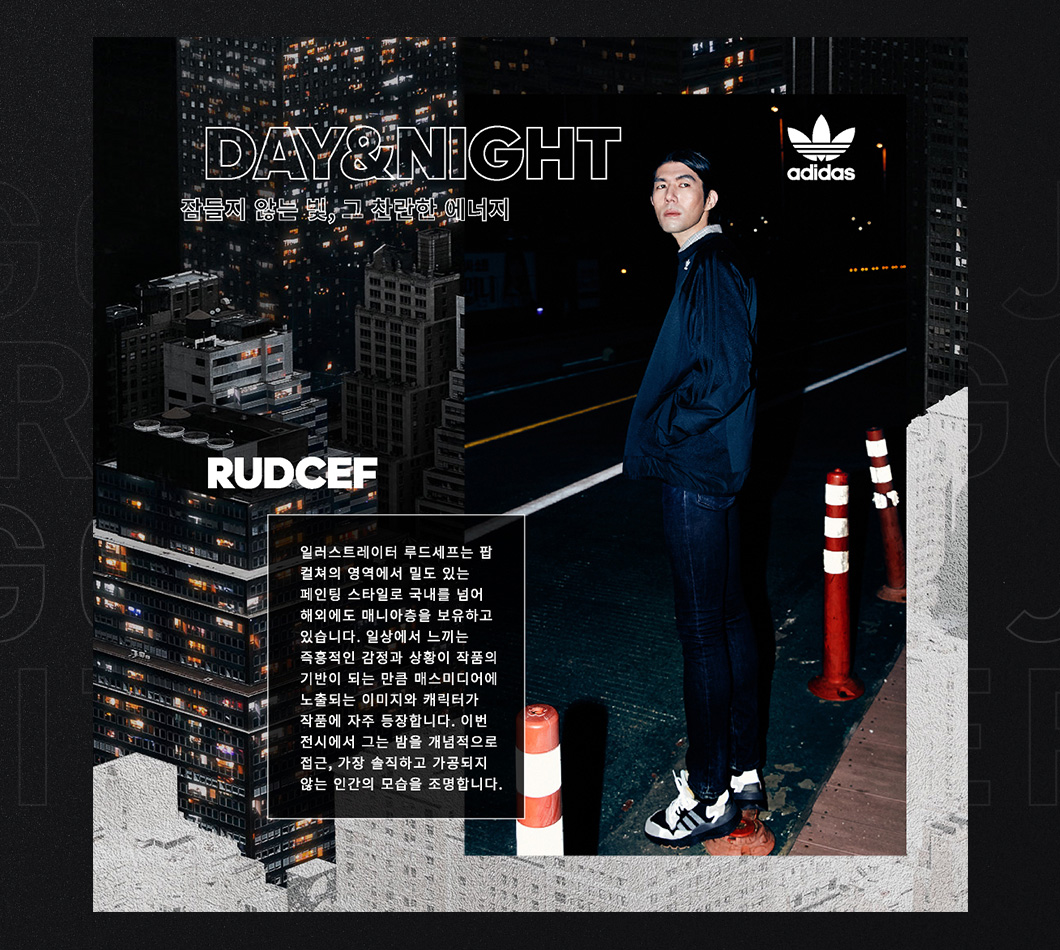 DAY&NIGHT
adidas
잠들지 않는 빛, 그 찬란한 에너지
RUDCEF
일러스트레이터 루드세프는 팝
컬쳐의 영역에서 밀도 있는
페인팅 스타일로 국내를 넘어
해외에도 매니아층을 보유하고
있습니다. 일상에서 느끼는
즉흥적인 감정과 상황이 작품의
기반이 되는 만큼 매스미디어에
노출되는 이미지와 캐릭터가
작품에 자주 등장합니다. 이번
전시에서 그는 밤을 개념적으로
접근, 가장 솔직하고 가공되지
않는 인간의 모습을 조명합니다.